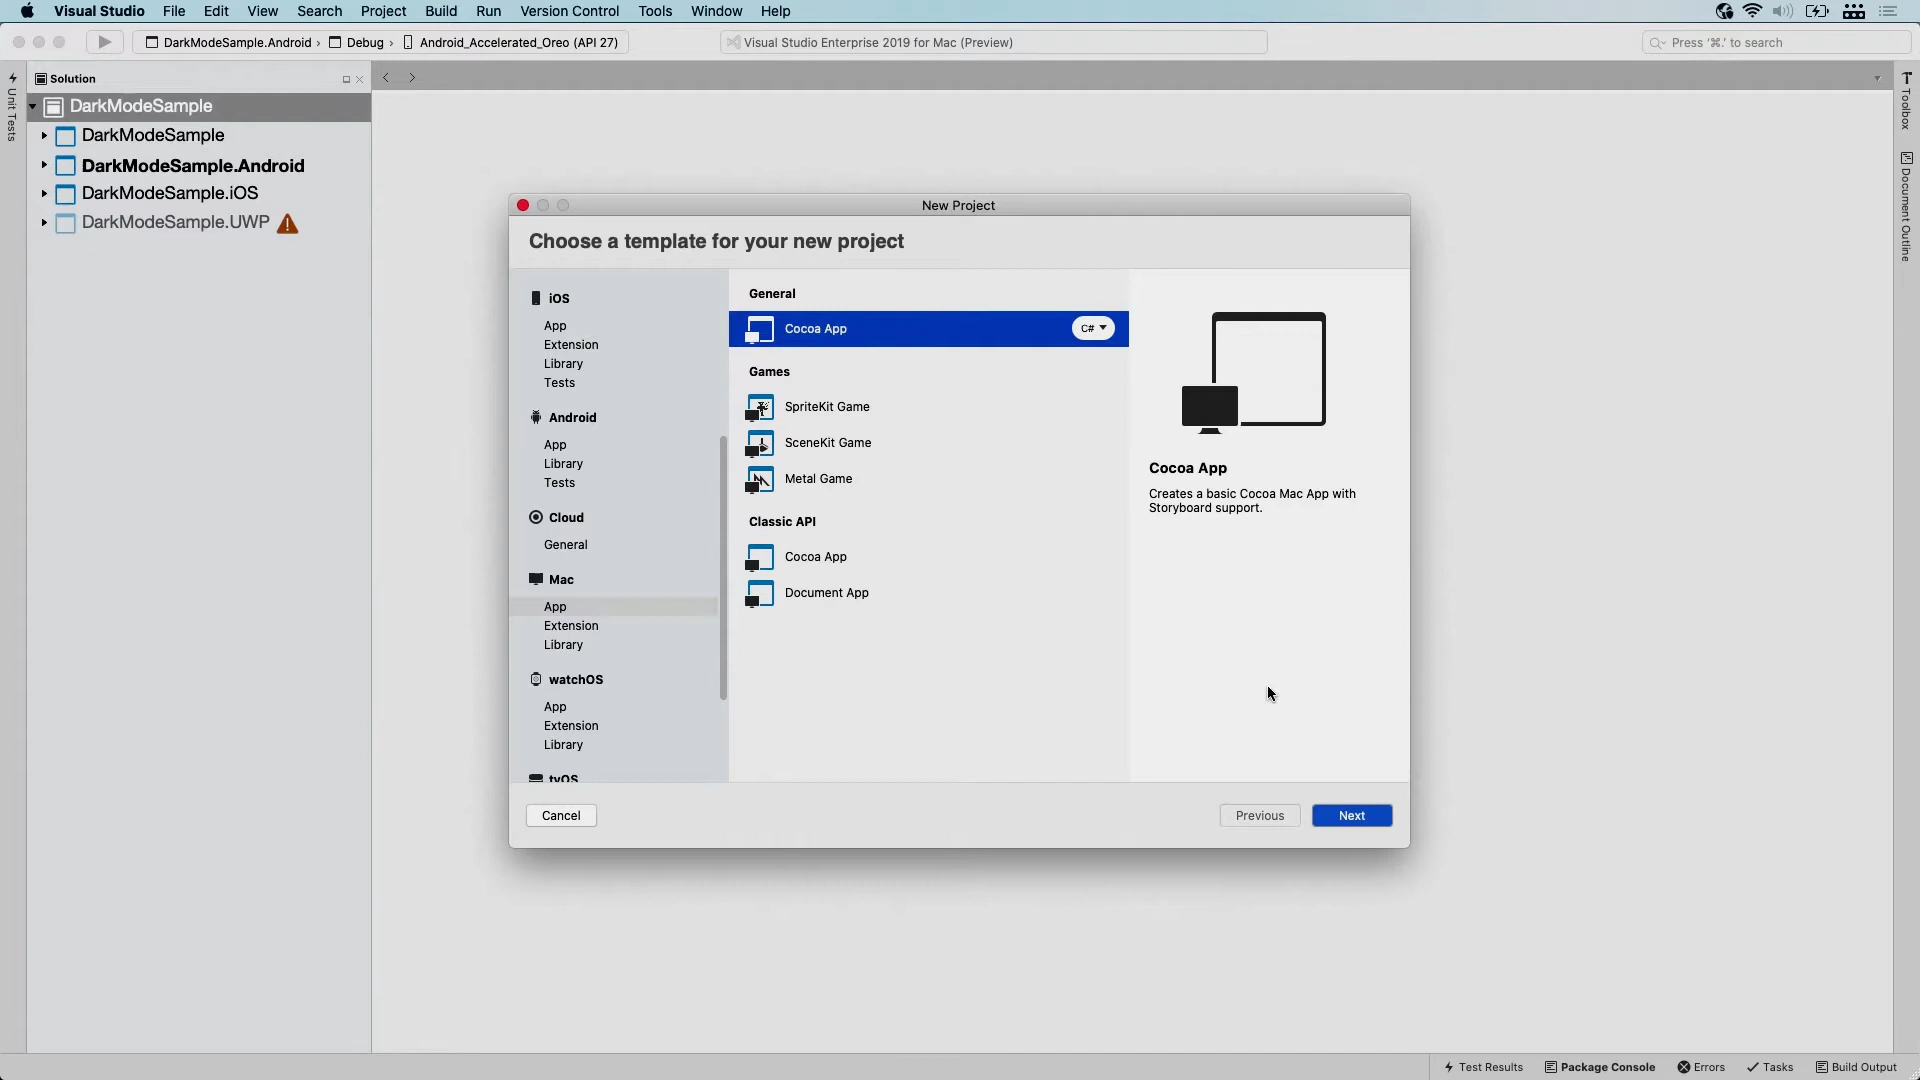 Visual Studio File Edit View Search Project Build Run Version Control Tools Window Help
DarkModeSample.Android › Debug › Android_Accelerated_Oreo (API 27)
Visual Studio Enterprise 2019 for Mac (Preview)
Press '⌘.' to search
Unit Tests
Solution
DarkModeSample
DarkModeSample
DarkModeSample.Android
DarkModeSample.iOS
DarkModeSample.UWP
New Project
Choose a template for your new project
iOS
App
Extension
Library
Tests
Android
App
Library
Tests
Cloud
General
Mac
App
Extension
Library
watchOS
App
Extension
Library
tvOS
General
Cocoa App C#
Games
SpriteKit Game
SceneKit Game
Metal Game
Classic API
Cocoa App
Document App
Cocoa App
Creates a basic Cocoa Mac App with
Storyboard support.
Cancel
Previous
Next
Toolbox
Document Outline
Test Results
Package Console
Errors
Tasks
Build Output